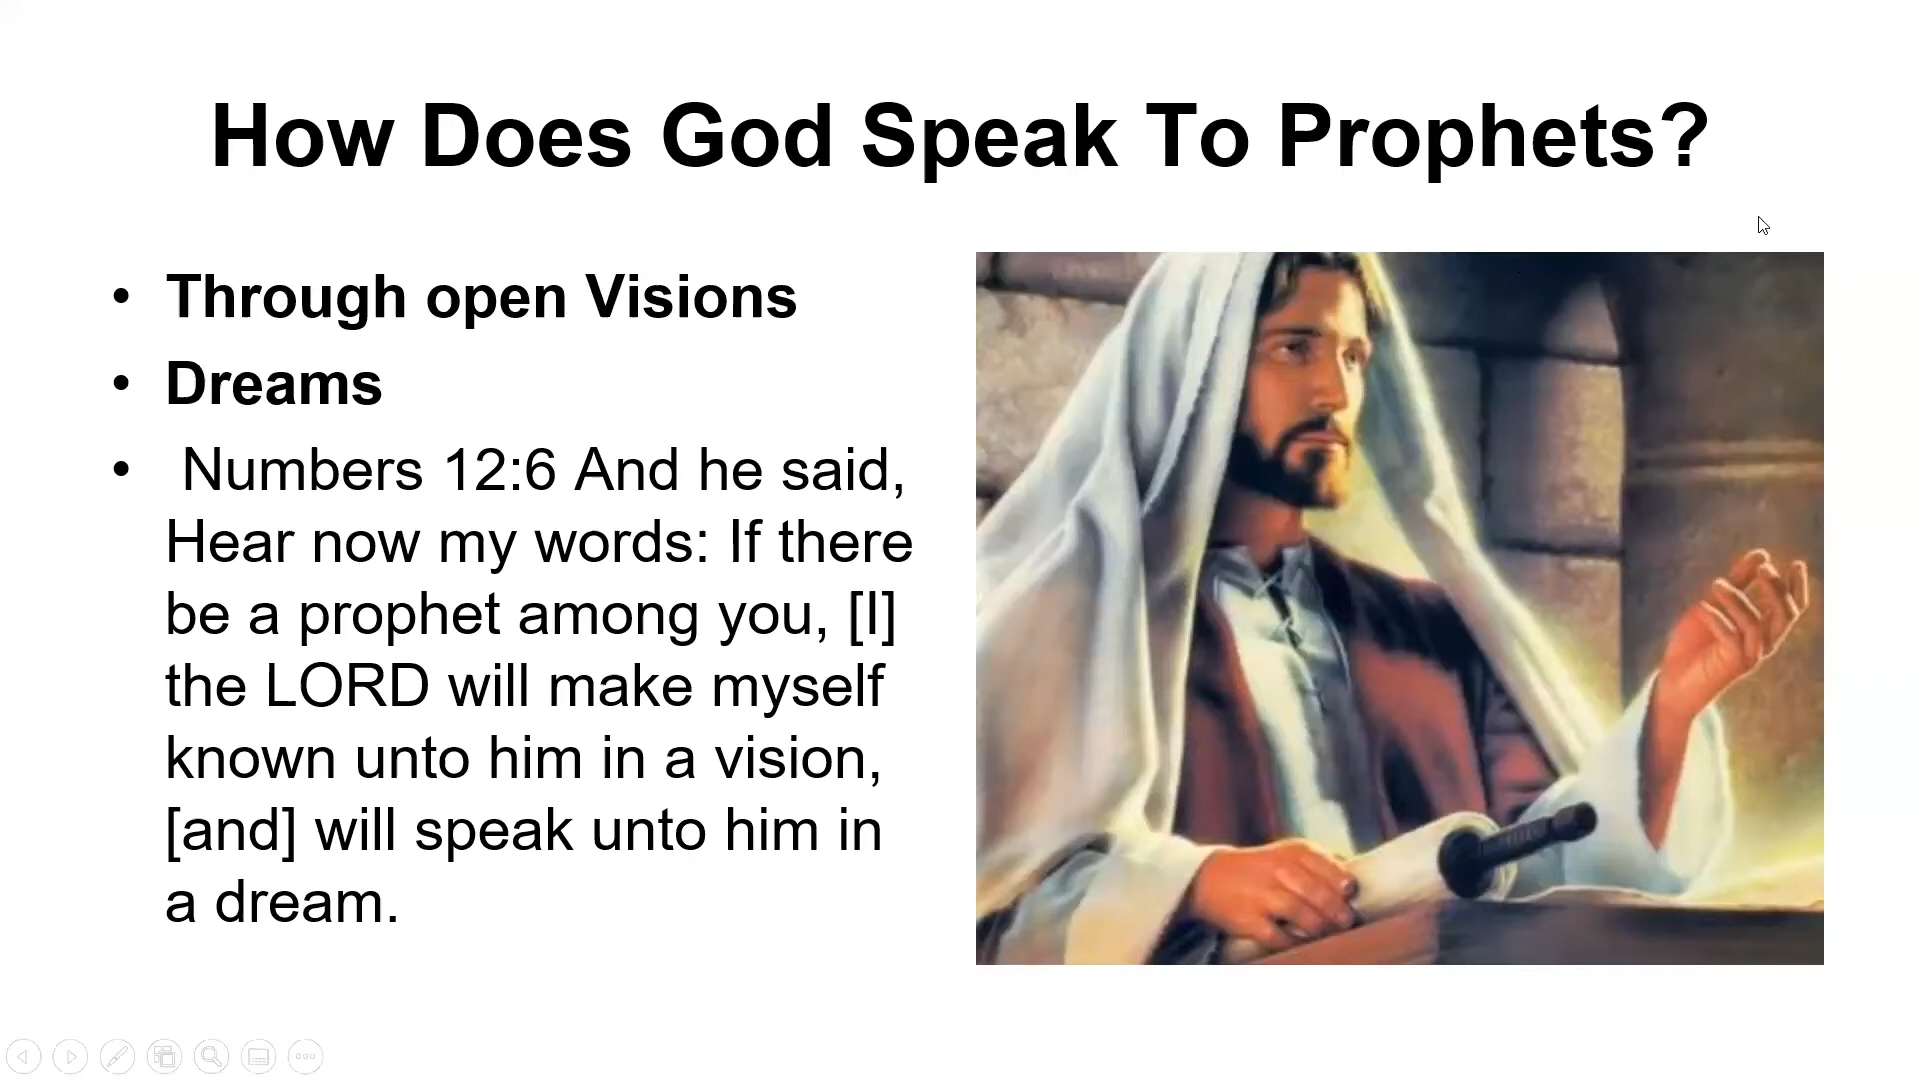 How Does God Speak To Prophets?
• Through open Visions
• Dreams
• Numbers 12:6 And he said,
Hear now my words: If there
be a prophet among you, [I]
the LORD will make myself
known unto him in a vision,
[and] will speak unto him in
a dream.